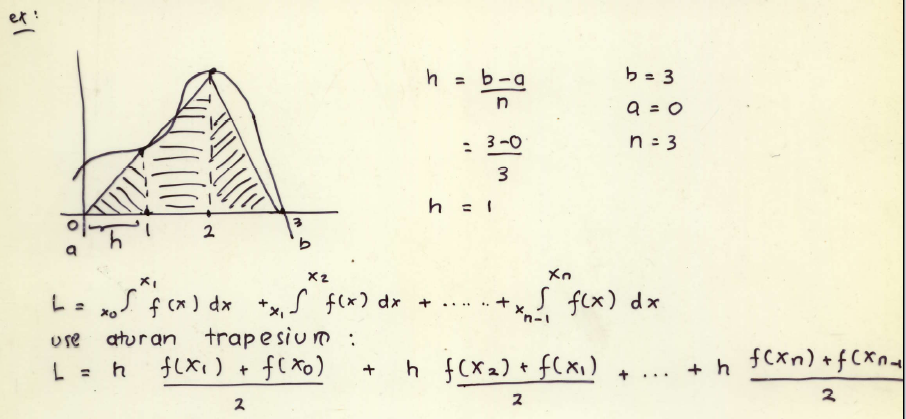 ex:
h = b-a / n
b = 3
a = 0
= 3-0 / 3
n = 3
h = 1
0 1 2 3
a h b
L = x₀∫^x₁ f(x) dx + x₁∫^x₂ f(x) dx + ...... + xₙ₋₁∫^xₙ f(x) dx
use aturan trapesium :
L = h f(x₁) + f(x₀) / 2 + h f(x₂) + f(x₁) / 2 + ... + h f(xₙ) + f(xₙ₋₁ / 2